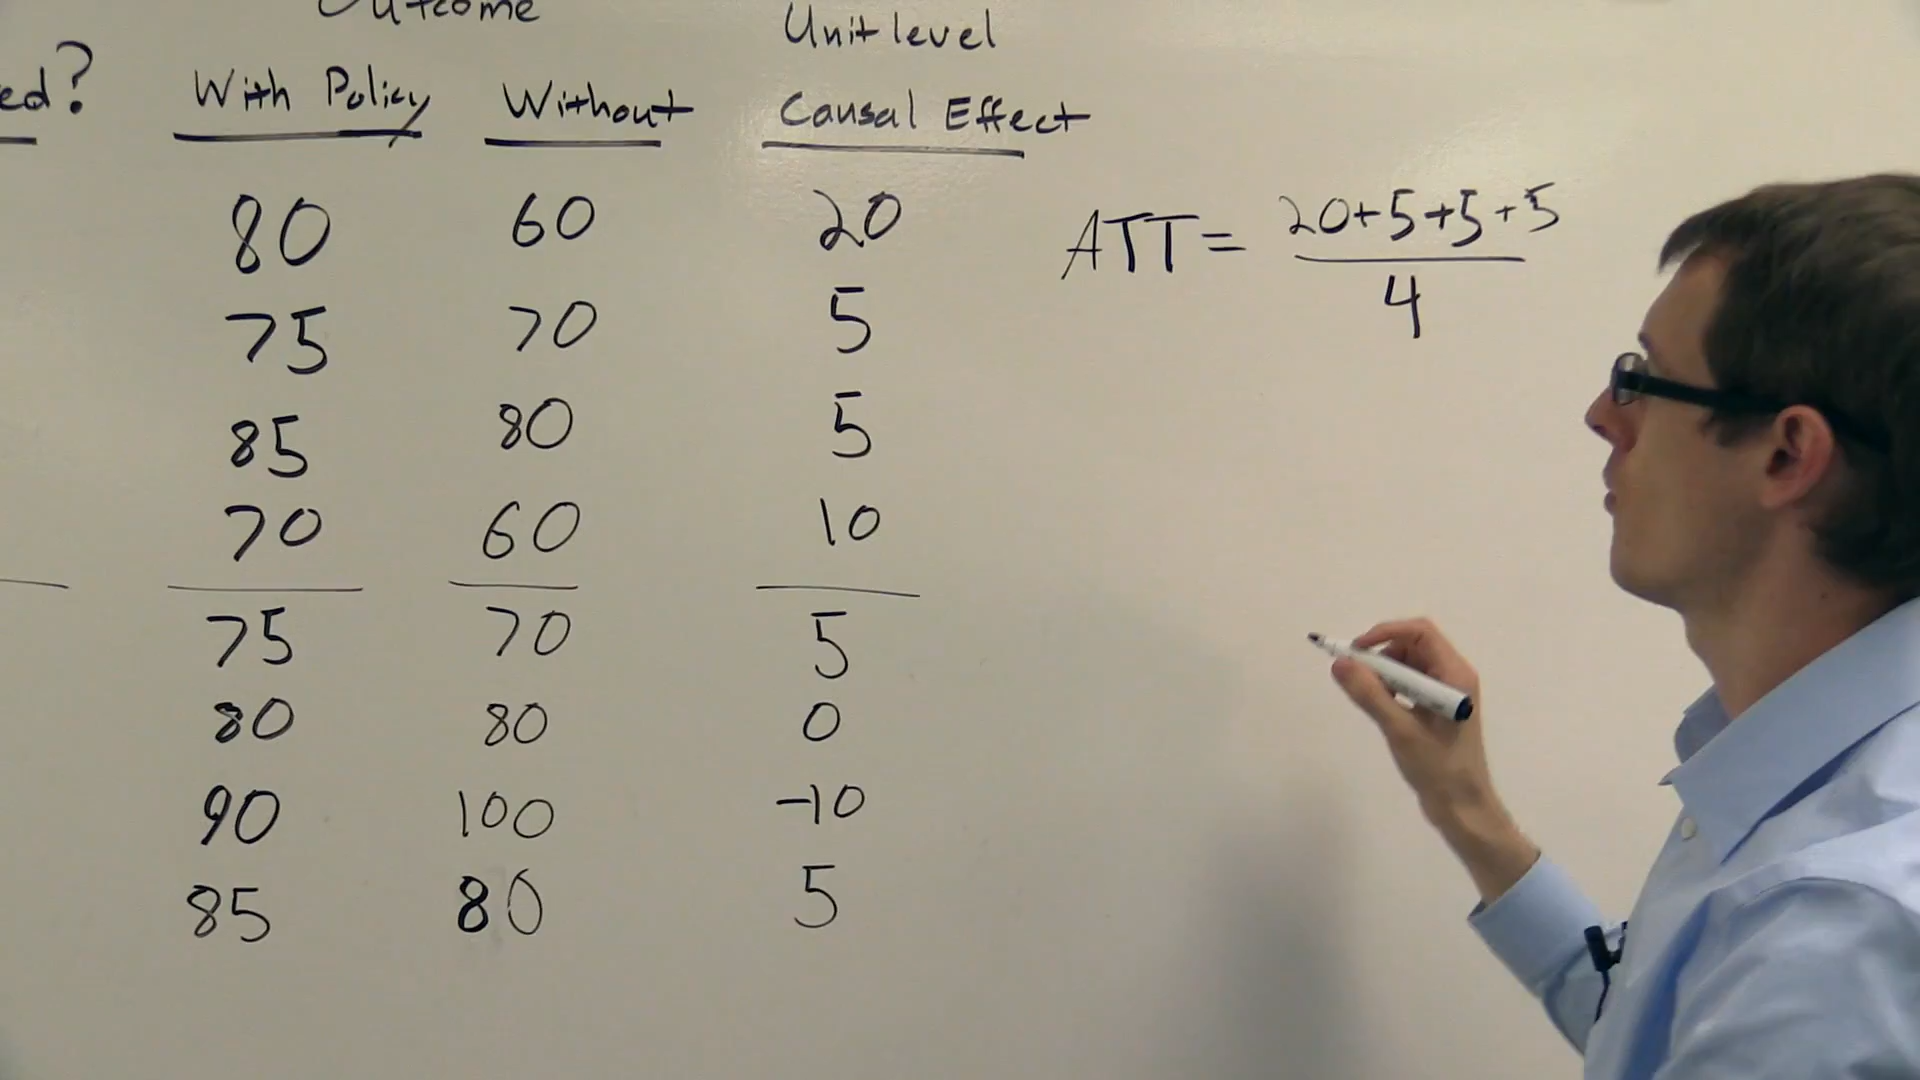 Outcome
Unit level
ed? With Policy Without Causal Effect
80 60 20 ATT = 20+5+5+5
4
75 70 5
85 80 5
70 60 10
75 70 5
80 80 0
90 100 -10
85 80 5